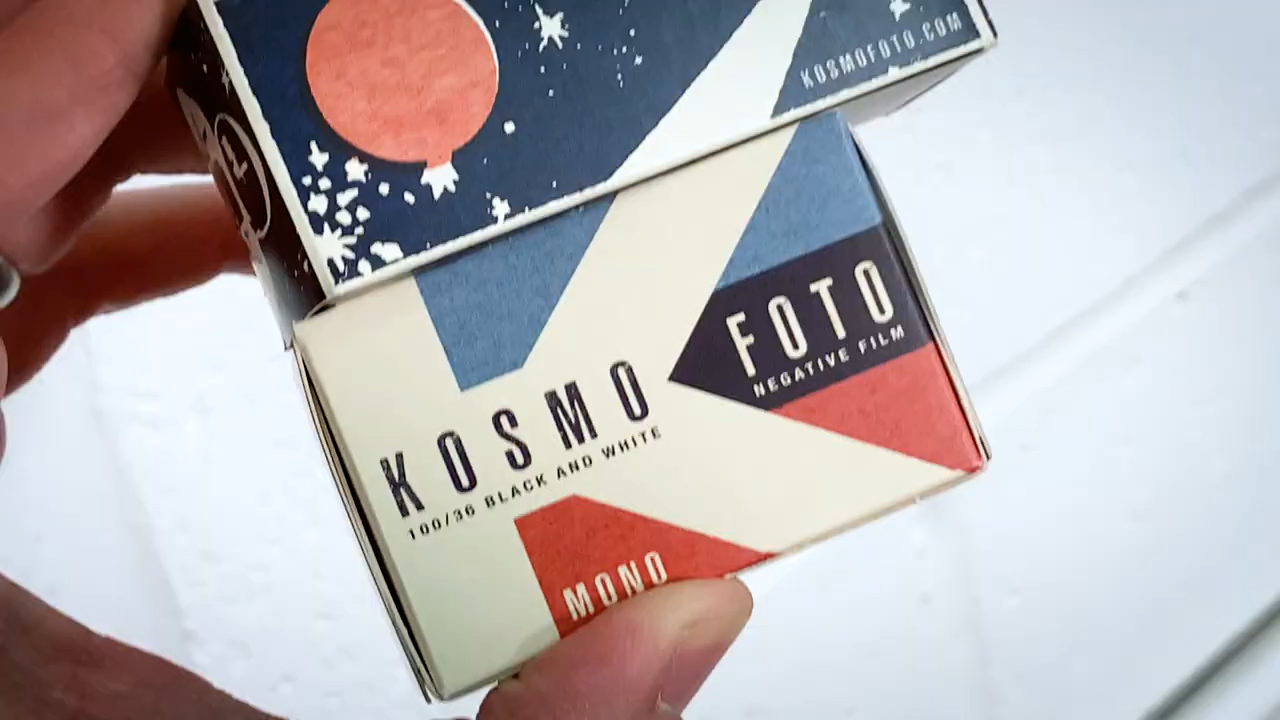 KOSMOFOTO.COM
KOSMO
100/36 BLACK AND WHITE
FOTO
NEGATIVE FILM
MONO